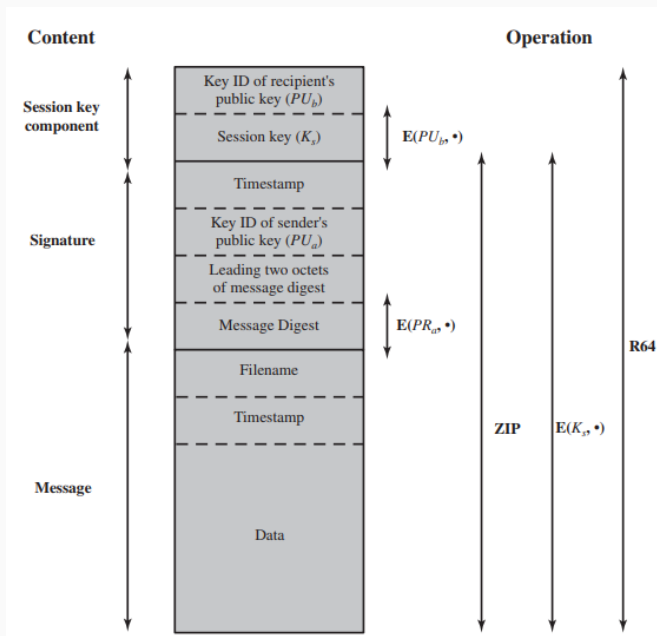 Content
Operation
Key ID of recipient's
public key (PU_b)
Session key
component
Session key (K_s)
E(PU_b, •)
Timestamp
Key ID of sender's
public key (PU_a)
Signature
Leading two octets
of message digest
Message Digest
E(PR_a, •)
R64
Filename
Timestamp
ZIP
E(K_s, •)
Message
Data